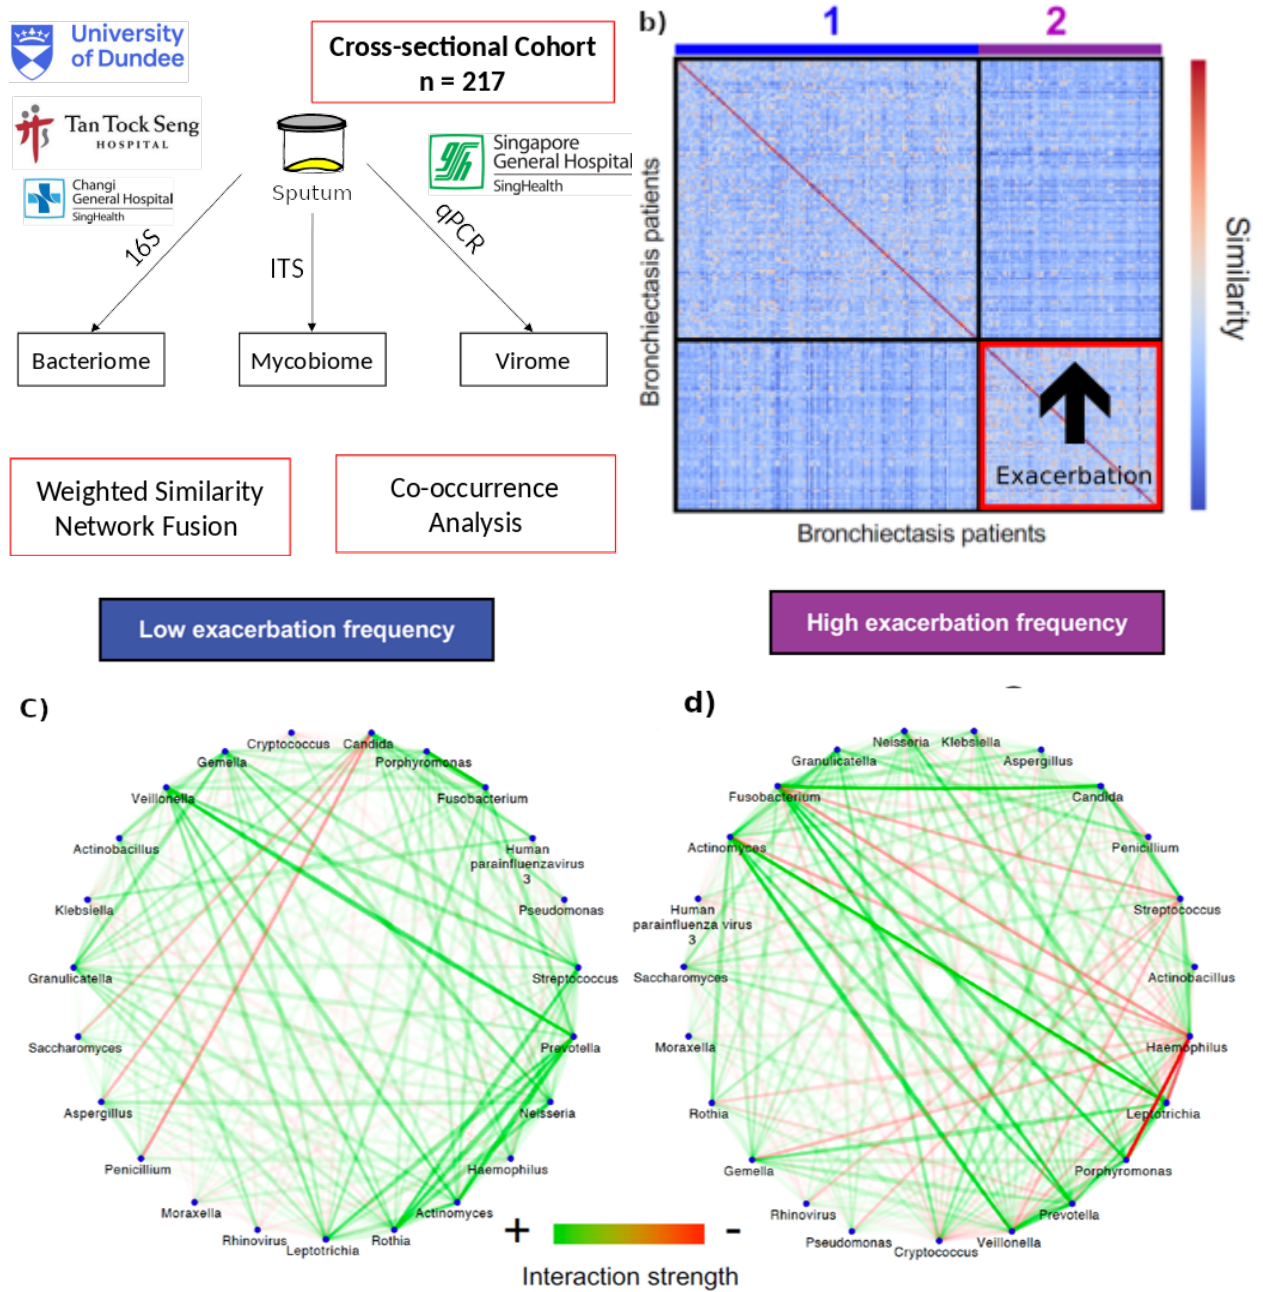 University
of Dundee
Cross-sectional Cohort
n = 217
Tan Tock Seng
HOSPITAL
Changi
General Hospital
SingHealth
Sputum
Singapore
General Hospital
SingHealth
16S
ITS
qPCR
Bacteriome
Mycobiome
Virome
Weighted Similarity
Network Fusion
Co-occurrence
Analysis
b)
1
2
Bronchiectasis patients
Exacerbation
Bronchiectasis patients
Similarity
Low exacerbation frequency
High exacerbation frequency
c)
Cryptococcus
Candida
Gemella
Porphyromonas
Veillonella
Fusobacterium
Actinobacillus
Human
parainfluenzavirus
3
Klebsiella
Pseudomonas
Granulicatella
Streptococcus
Saccharomyces
Prevotella
Aspergillus
Neisseria
Penicillium
Haemophilus
Moraxella
Actinomyces
Rhinovirus
Rothia
Leptotrichia
d)
Neisseria
Klebsiella
Granulicatella
Aspergillus
Fusobacterium
Candida
Actinomyces
Penicillium
Human
parainfluenza virus
3
Streptococcus
Saccharomyces
Actinobacillus
Moraxella
Haemophilus
Rothia
Leptotrichia
Gemella
Porphyromonas
Rhinovirus
Prevotella
Pseudomonas
Veillonella
Cryptococcus
+
-
Interaction strength